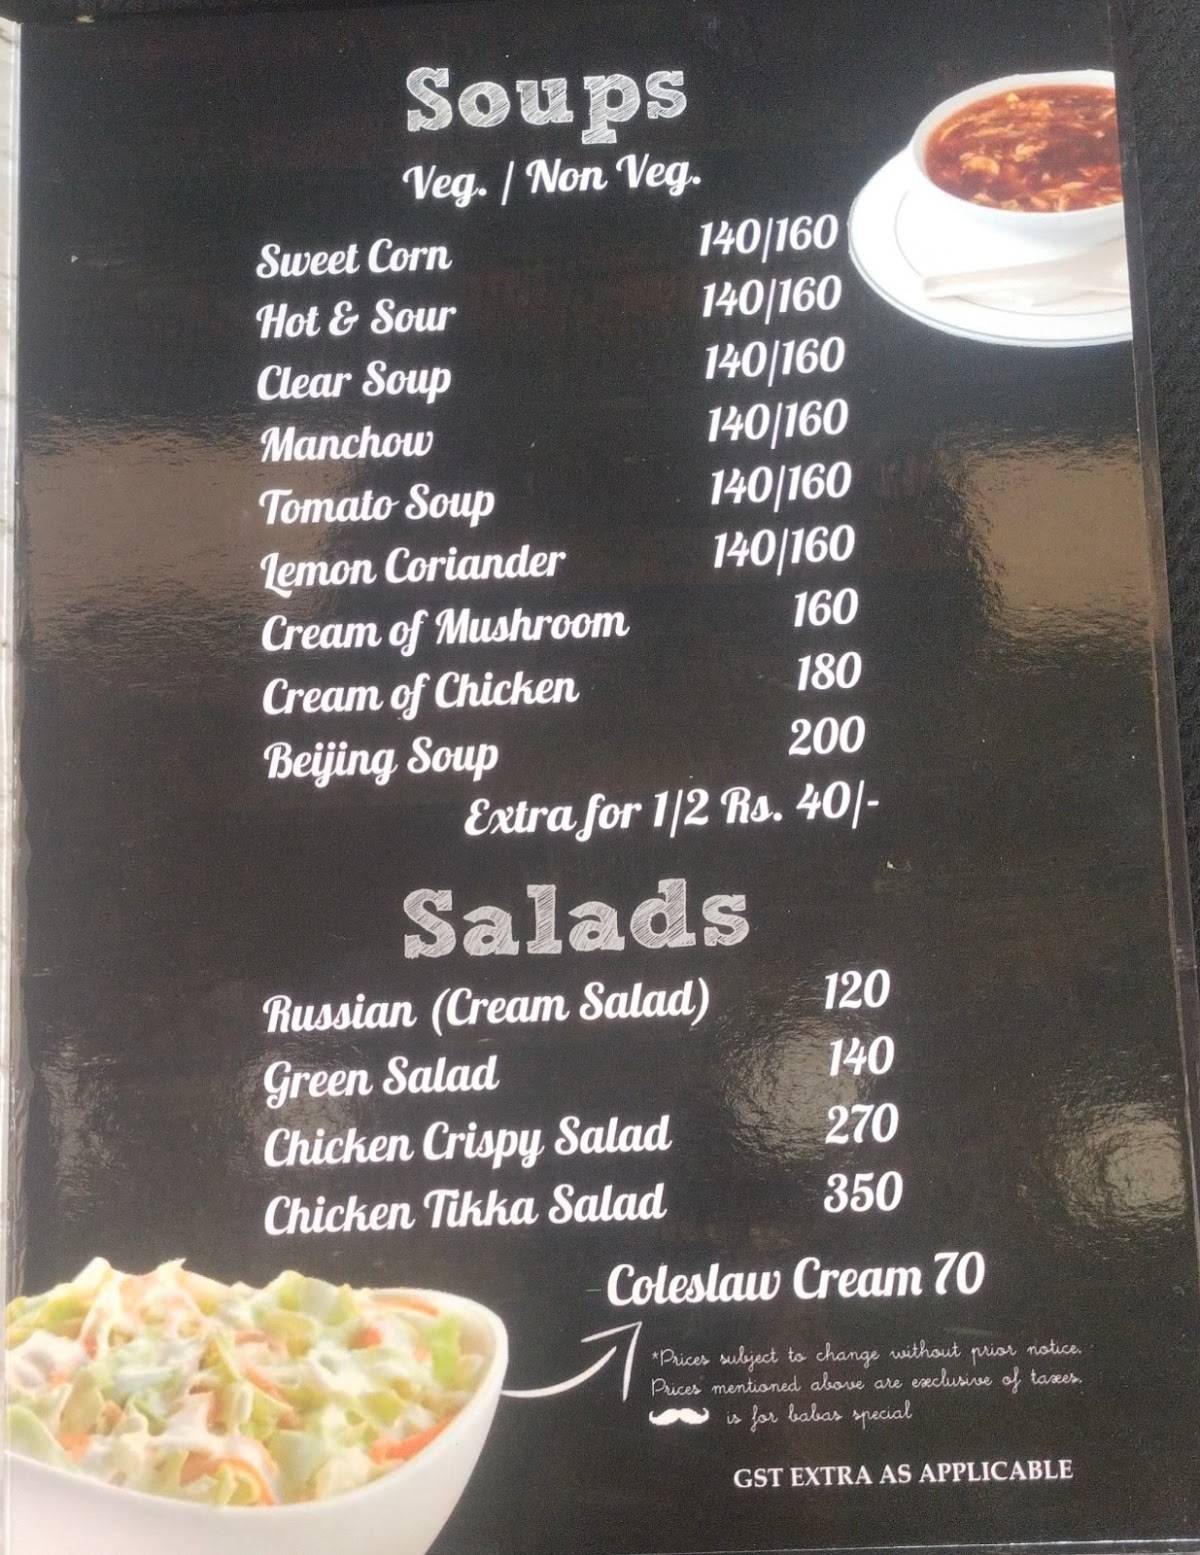 Soups
Veg. / Non Veg.
Sweet Corn 140/160
Hot & Sour 140/160
Clear Soup 140/160
Manchow 140/160
Tomato Soup 140/160
Lemon Coriander 140/160
Cream of Mushroom 160
Cream of Chicken 180
Beijing Soup 200
Extra for 1/2 Rs. 40/-
Salads
Russian (Cream Salad) 120
Green Salad 140
Chicken Crispy Salad 270
Chicken Tikka Salad 350
Coleslaw Cream 70
*Prices subject to change without prior notice.
Prices mentioned above are exclusive of taxes.
is for babas special
GST EXTRA AS APPLICABLE